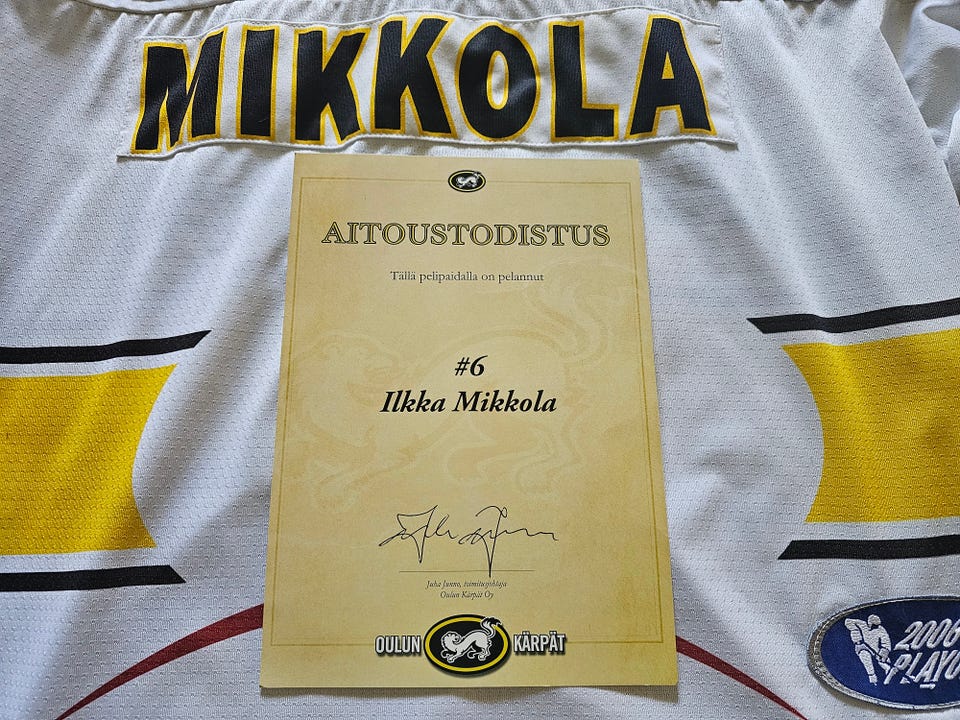 MIKKOLA
AITOUSTODISTUS
Tällä pelipaidalla on pelannut
#6
Ilkka Mikkola
Juha Junno, toimitusjohtaja
Oulun Kärpät Oy
OULUN KÄRPÄT
2006
PLAYO